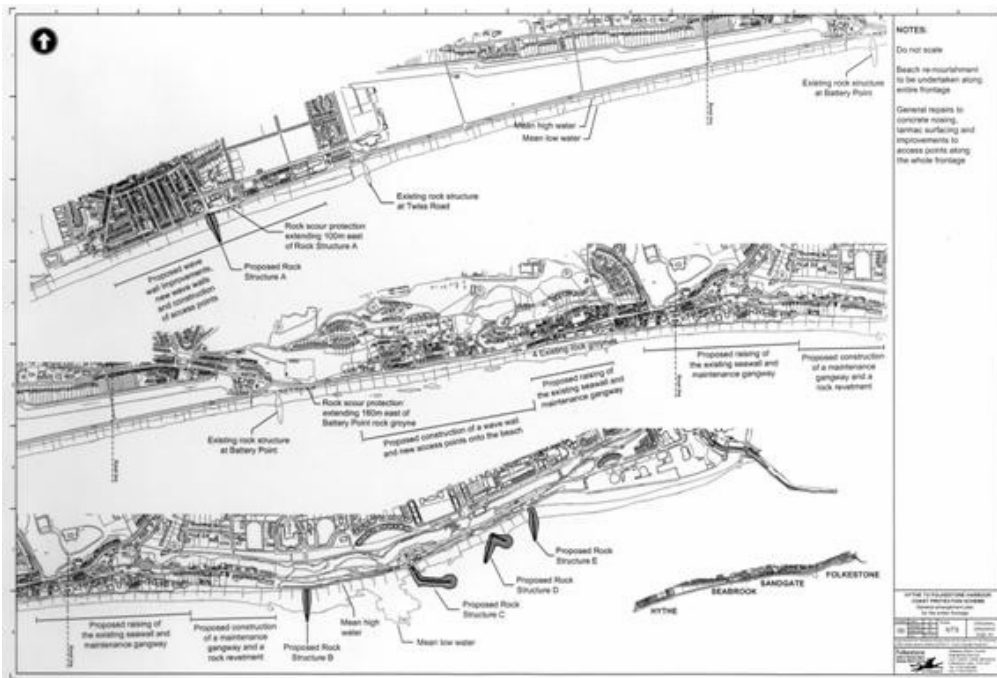 NOTES:
Do not scale
Beach re-nourishment
to be undertaken along
entire frontage
General repairs to
concrete nosing,
tarmac surfacing and
improvements to
access points along
the whole frontage
Existing rock structure
at Battery Point
Mean high water
Mean low water
Existing rock structure
at Twiss Road
Rock scour protection
extending 100m east
of Rock Structure A
Proposed Rock
Structure A
Proposed wave
wall improvements,
new wave walls
and construction
of access points
4 Existing rock groynes
Proposed raising of
the existing seawall and
maintenance gangway
Proposed raising of
the existing seawall and
maintenance gangway
Proposed construction
of a maintenance
gangway and a
rock revetment
Rock scour protection
extending 160m east of
Battery Point rock groyne
Existing rock structure
at Battery Point
Proposed construction of a wave wall
and new access points onto the beach
Proposed Rock
Structure E
Proposed Rock
Structure D
Proposed Rock
Structure C
Mean high
water
Mean low water
Proposed Rock
Structure B
Proposed raising of
the existing seawall and
maintenance gangway
Proposed construction
of a maintenance
gangway and a
rock revetment
FOLKESTONE
SANDGATE
SEABROOK
HYTHE
HYTHE TO FOLKESTONE HARBOUR
COAST PROTECTION SCHEME
General arrangement plan
for the entire frontage
NTS
Folkestone